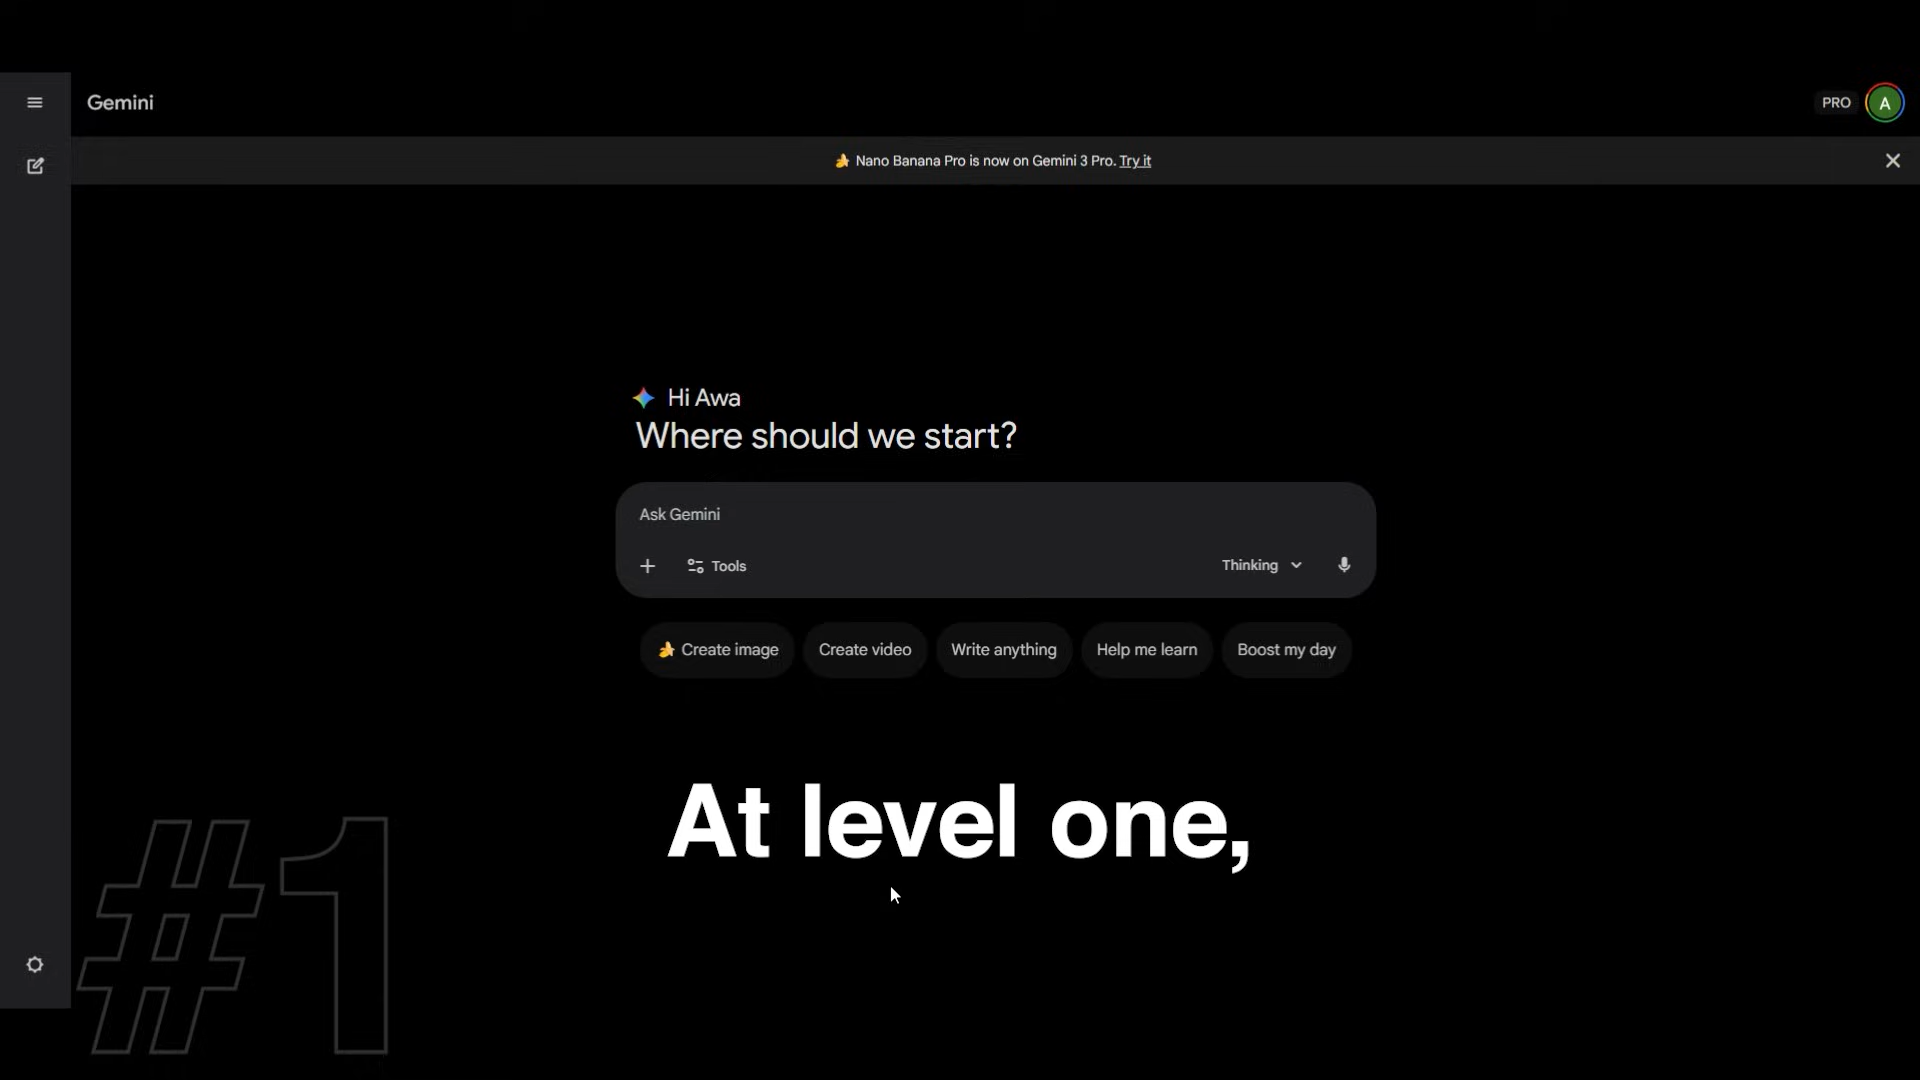 Gemini
PRO
A
Nano Banana Pro is now on Gemini 3 Pro. Try it
Hi Awa
Where should we start?
Ask Gemini
Tools
Thinking
Create image
Create video
Write anything
Help me learn
Boost my day
At level one,
#1